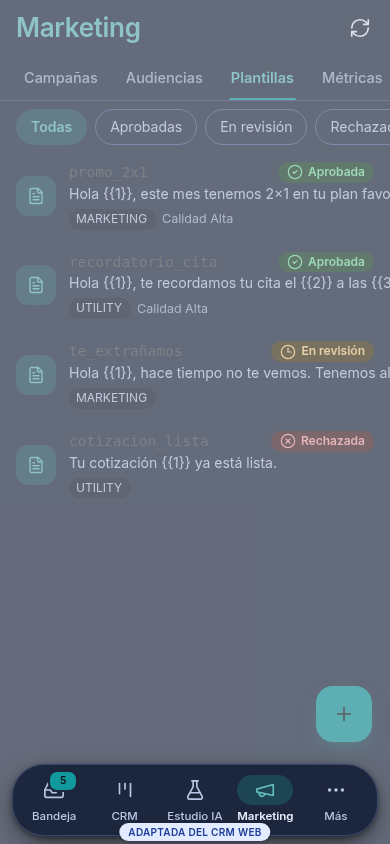 Marketing
Campañas Audiencias Plantillas Métricas
Todas Aprobadas En revisión Rechaza
promo_2x1 Aprobada
Hola {{1}}, este mes tenemos 2×1 en tu plan favo
MARKETING Calidad Alta
recordatorio_cita Aprobada
Hola {{1}}, te recordamos tu cita el {{2}} a las {{3
UTILITY Calidad Alta
te_extrañamos En revisión
Hola {{1}}, hace tiempo no te vemos. Tenemos al
MARKETING
cotizacion_lista Rechazada
Tu cotización {{1}} ya está lista.
UTILITY
5
Bandeja CRM Estudio IA Marketing Más
ADAPTADA DEL CRM WEB